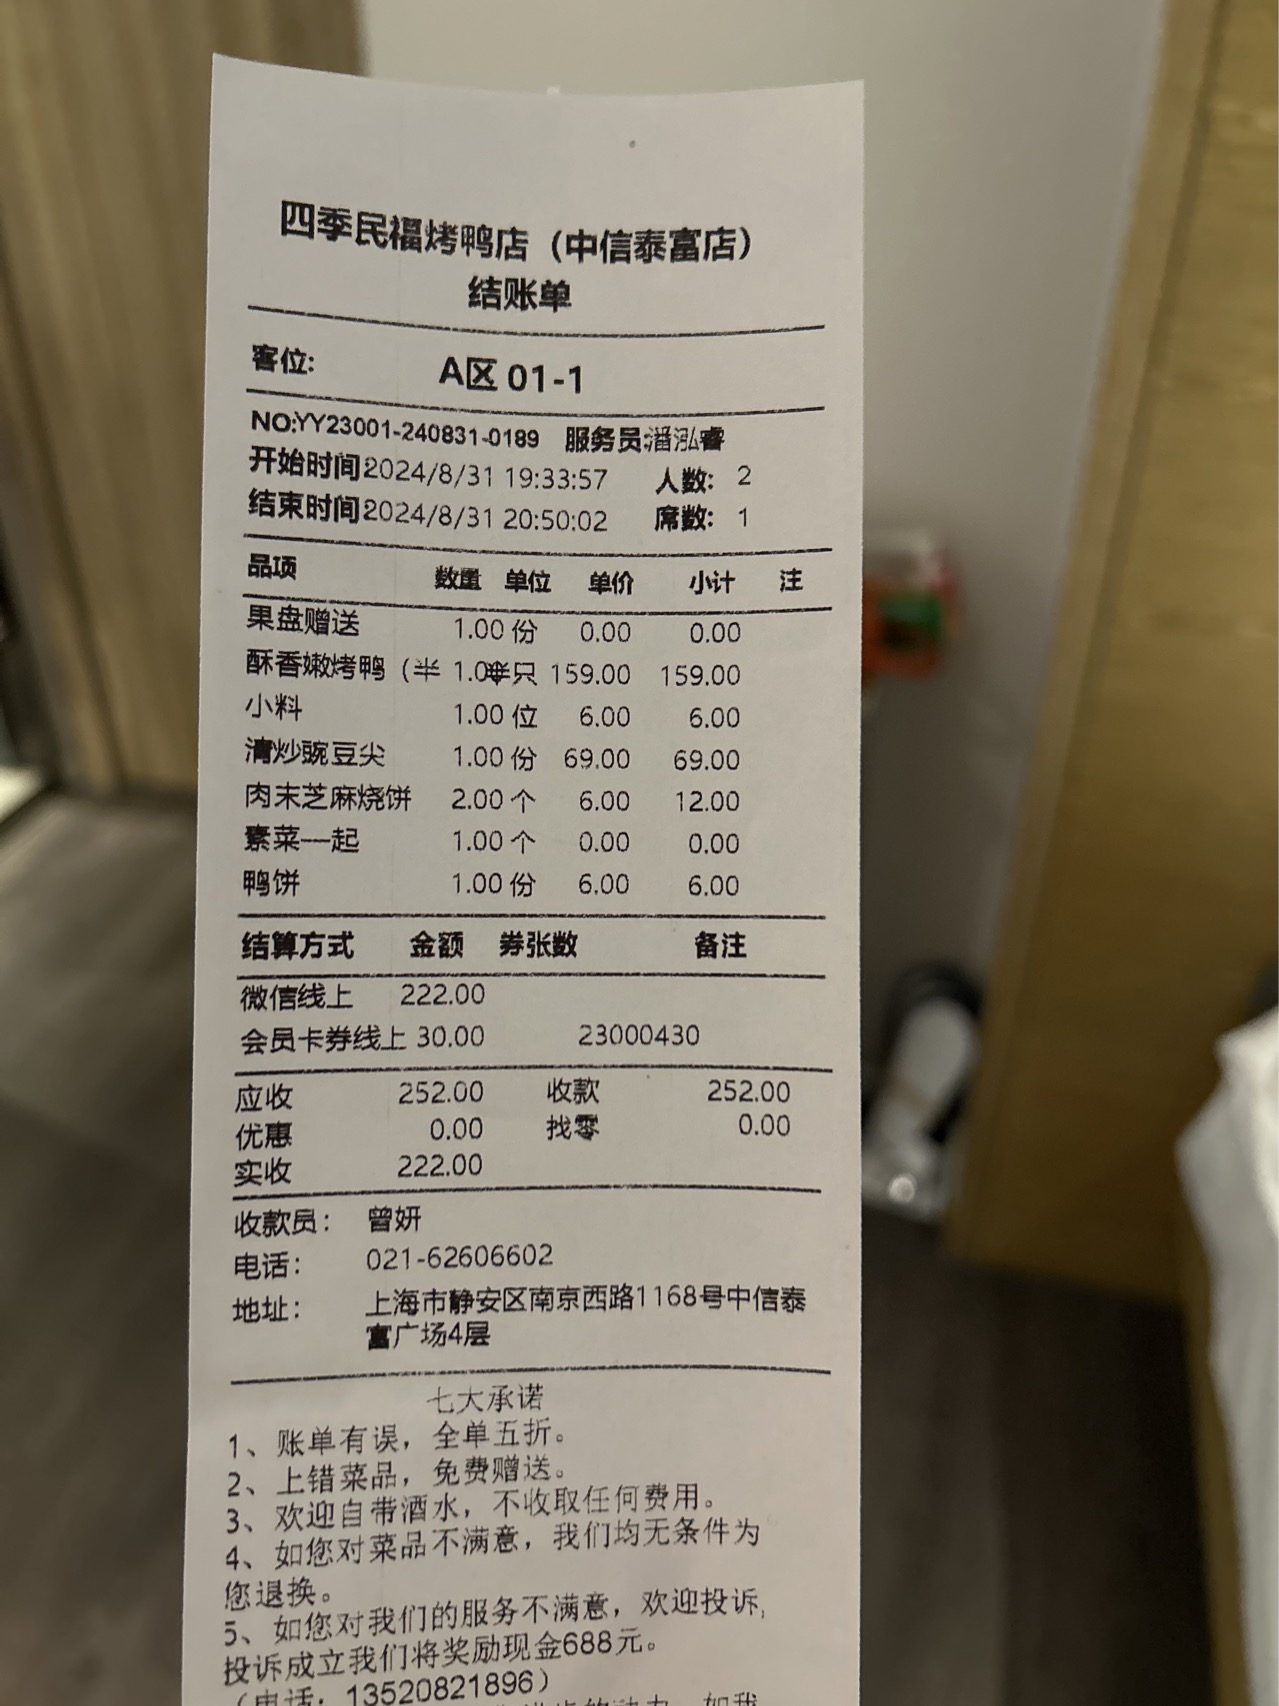 四季民福烤鸭店（中信泰富店）
结账单
客位: A区 01-1
NO:YY23001-240831-0189 服务员:潘泓睿
开始时间2024/8/31 19:33:57 人数: 2
结束时间2024/8/31 20:50:02 席数: 1
品项 数量 单位 单价 小计 注
果盘赠送 1.00 份 0.00 0.00
酥香嫩烤鸭（半 1.00半只 159.00 159.00
小料 1.00 位 6.00 6.00
清炒豌豆尖 1.00 份 69.00 69.00
肉末芝麻烧饼 2.00 个 6.00 12.00
素菜一起 1.00 个 0.00 0.00
鸭饼 1.00 份 6.00 6.00
结算方式 金额 券张数 备注
微信线上 222.00
会员卡券线上 30.00 23000430
应收 252.00 收款 252.00
优惠 0.00 找零 0.00
实收 222.00
收款员: 曾妍
电话: 021-62606602
地址: 上海市静安区南京西路1168号中信泰
富广场4层
七大承诺
1、账单有误，全单五折。
2、上错菜品，免费赠送。
3、欢迎自带酒水，不收取任何费用。
4、如您对菜品不满意，我们均无条件为
您退换。
5、如您对我们的服务不满意，欢迎投诉,
投诉成立我们将奖励现金688元。
（电话：13520821896）